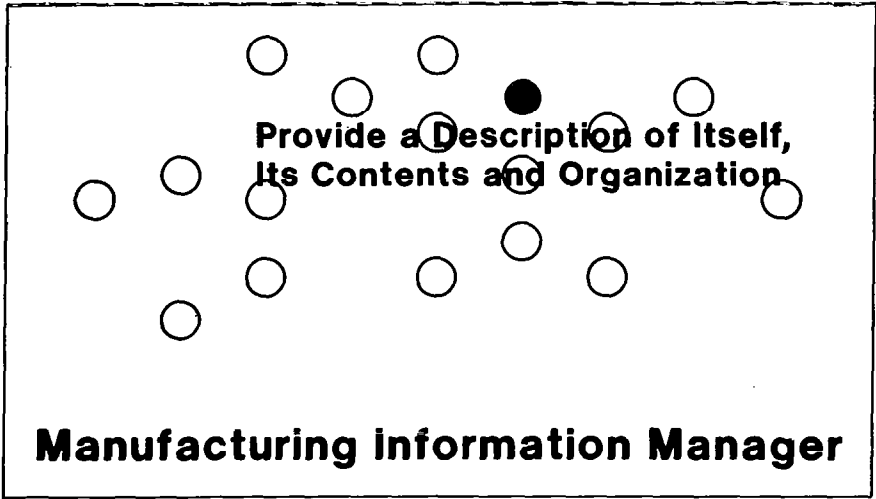 Provide a Description of Itself,
Its Contents and Organization
Manufacturing Information Manager